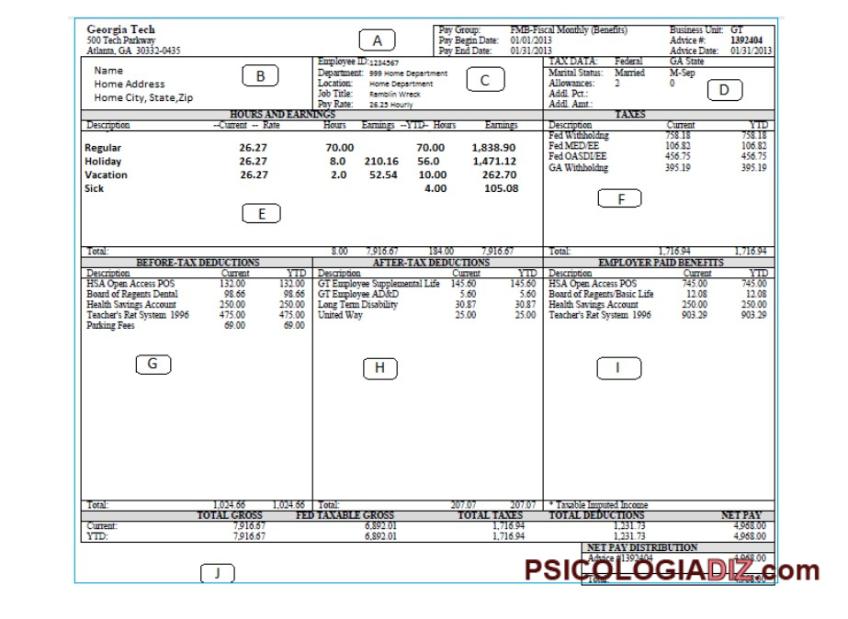 Georgia Tech
500 Tech Parkway
Atlanta, GA 30332-0435
A
Pay Group: FMB-Fiscal Monthly (Benefits)
Pay Begin Date: 01/01/2013
Pay End Date: 01/31/2013
Business Unit: GT
Advice #: 1392404
Advice Date: 01/31/2013
Name
Home Address
Home City, State,Zip
B
Employee ID:1234567
Department: 999 Home Department
Location: Home Department
Job Title: Ramblin Wreck
Pay Rate: 26.25 Hourly
C
TAX DATA: Federal GA State
Marital Status: Married M-Sep
Allowances: 2 0
Addl. Pct.:
Addl. Amt.:
D
HOURS AND EARNINGS
Description --Current -- Rate Hours Earnings --YTD-- Hours Earnings
Regular 26.27 70.00 70.00 1,838.90
Holiday 26.27 8.0 210.16 56.0 1,471.12
Vacation 26.27 2.0 52.54 10.00 262.70
Sick 4.00 105.08
E
Total: 8.00 7,916.67 184.00 7,916.67
TAXES
Description Current YTD
Fed Withholdng 758.18 758.18
Fed MED/EE 106.82 106.82
Fed OASDI/EE 456.75 456.75
GA Withholdng 395.19 395.19
F
Total: 1,716.94 1,716.94
BEFORE-TAX DEDUCTIONS
Description Current YTD
HSA Open Access POS 132.00 132.00
Board of Regents Dental 98.66 98.66
Health Savings Account 250.00 250.00
Teacher's Ret System 1996 475.00 475.00
Parking Fees 69.00 69.00
G
Total: 1,024.66 1,024.66
AFTER-TAX DEDUCTIONS
Description Current YTD
GT Employee Supplemental Life 145.60 145.60
GT Employee AD&D 5.60 5.60
Long Term Disability 30.87 30.87
United Way 25.00 25.00
H
Total: 207.07 207.07
EMPLOYER PAID BENEFITS
Description Current YTD
HSA Open Access POS 745.00 745.00
Board of Regents/Basic Life 12.08 12.08
Health Savings Account 250.00 250.00
Teacher's Ret System 1996 903.29 903.29
I
* Taxable Imputed Income
TOTAL GROSS FED TAXABLE GROSS TOTAL TAXES TOTAL DEDUCTIONS NET PAY
Current: 7,916.67 6,892.01 1,716.94 1,231.73 4,968.00
YTD: 7,916.67 6,892.01 1,716.94 1,231.73 4,968.00
NET PAY DISTRIBUTION
Advice #1392404 4,968.00
Total: 4,968.00
J
PSICOLOGIADIZ.com